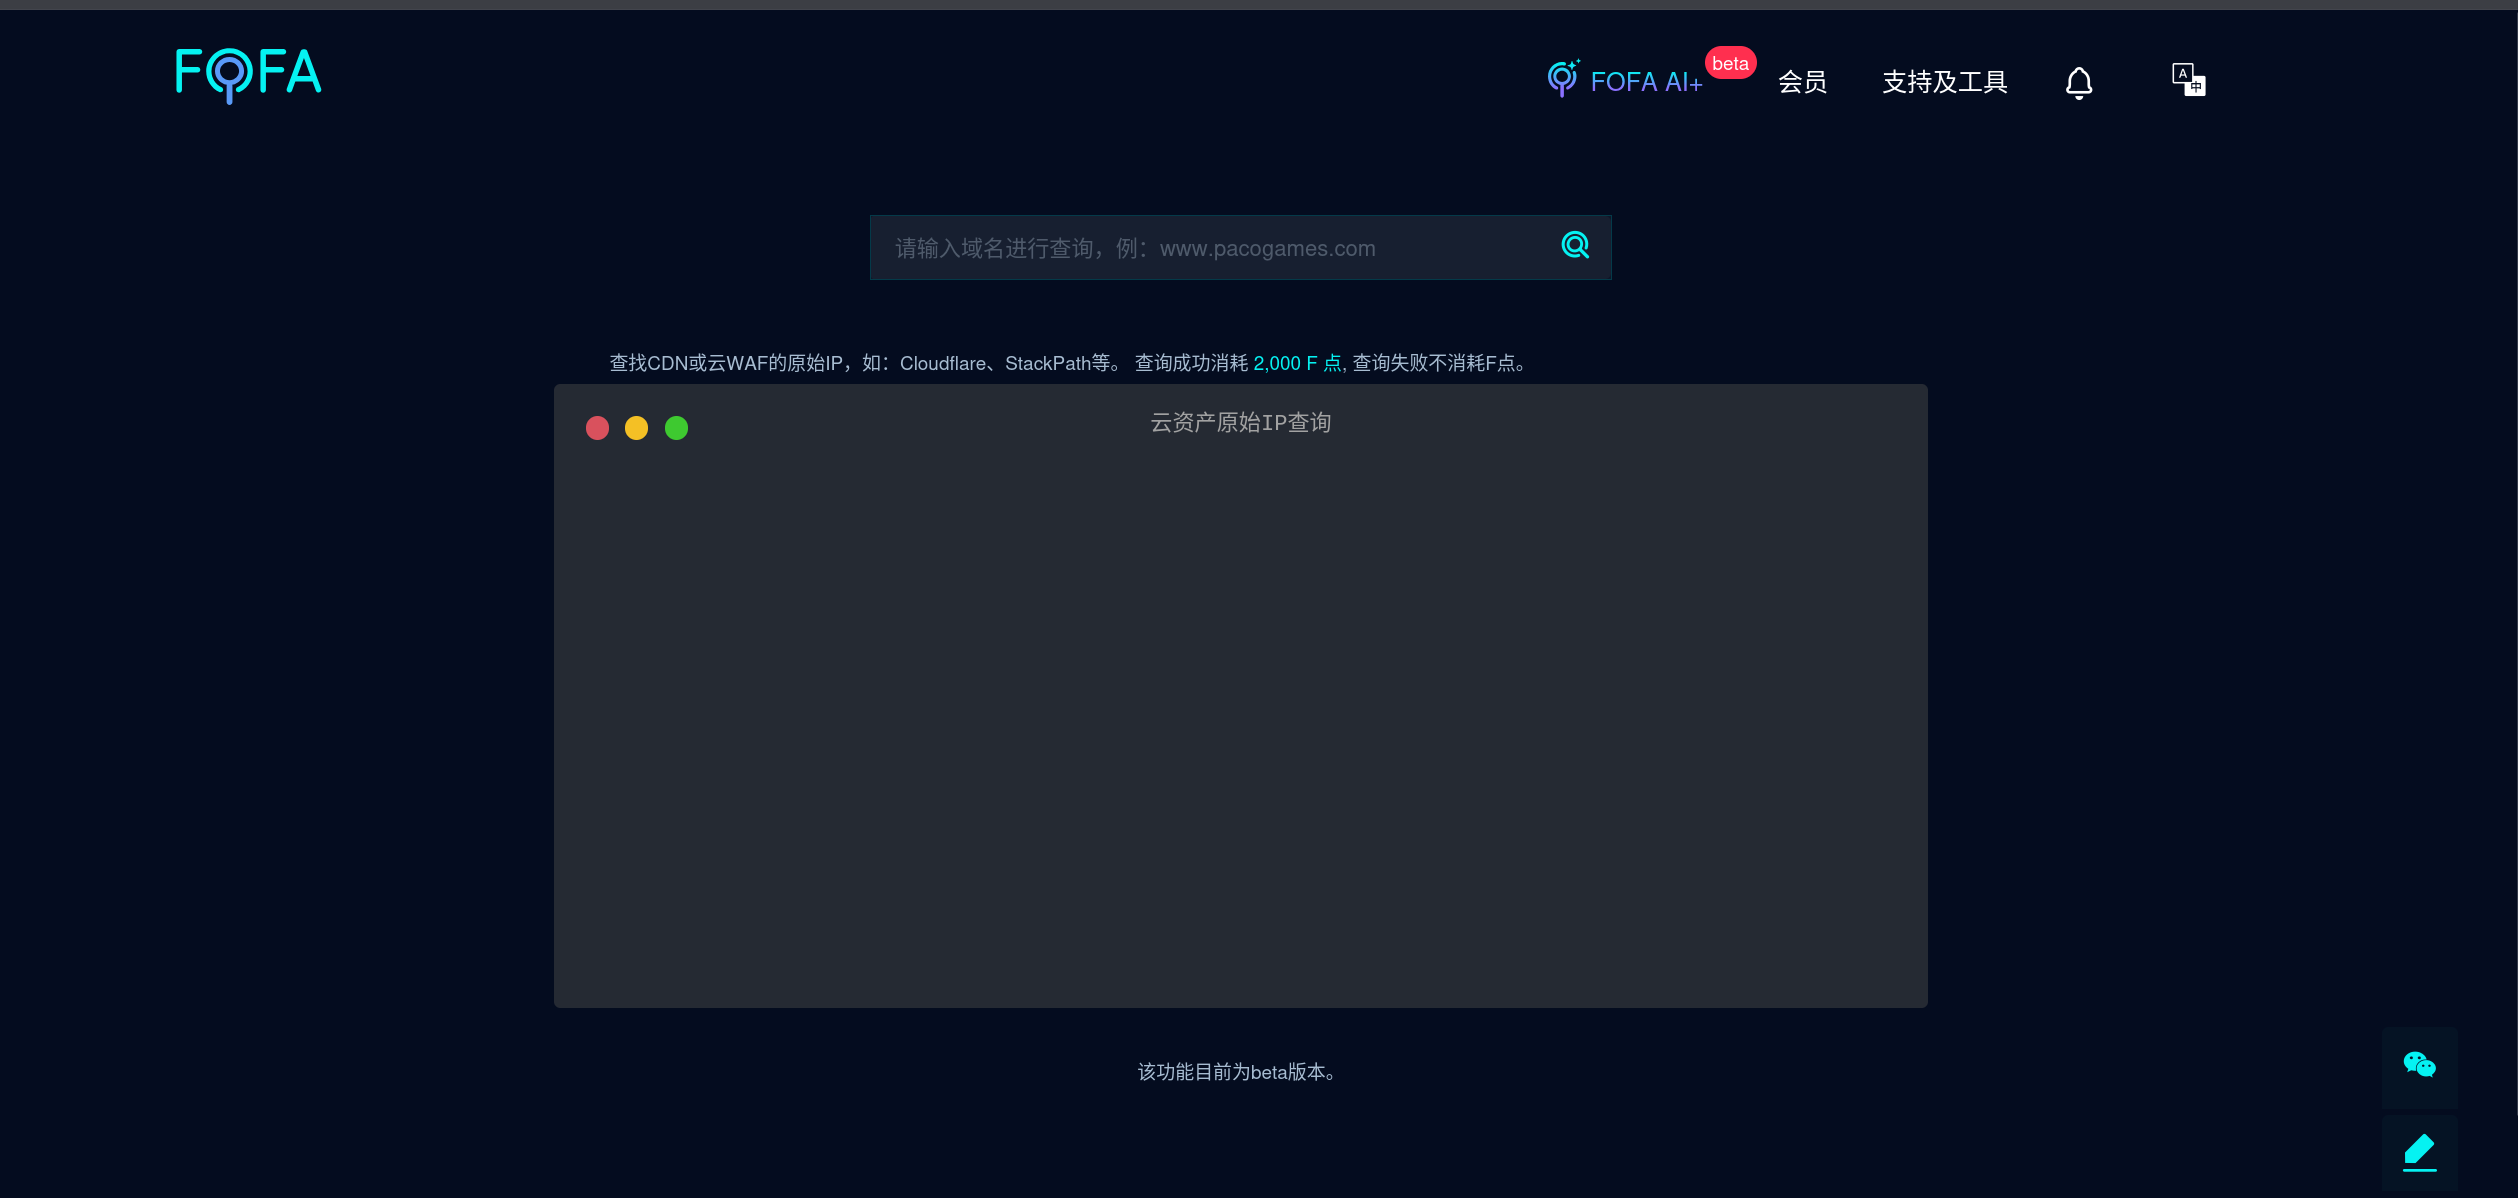 FOFA
FOFA AI+ beta 会员 支持及工具 A 中
请输入域名进行查询，例：www.pacogames.com
查找CDN或云WAF的原始IP，如：Cloudflare、StackPath等。 查询成功消耗 2,000 F 点, 查询失败不消耗F点。
云资产原始IP查询
该功能目前为beta版本。